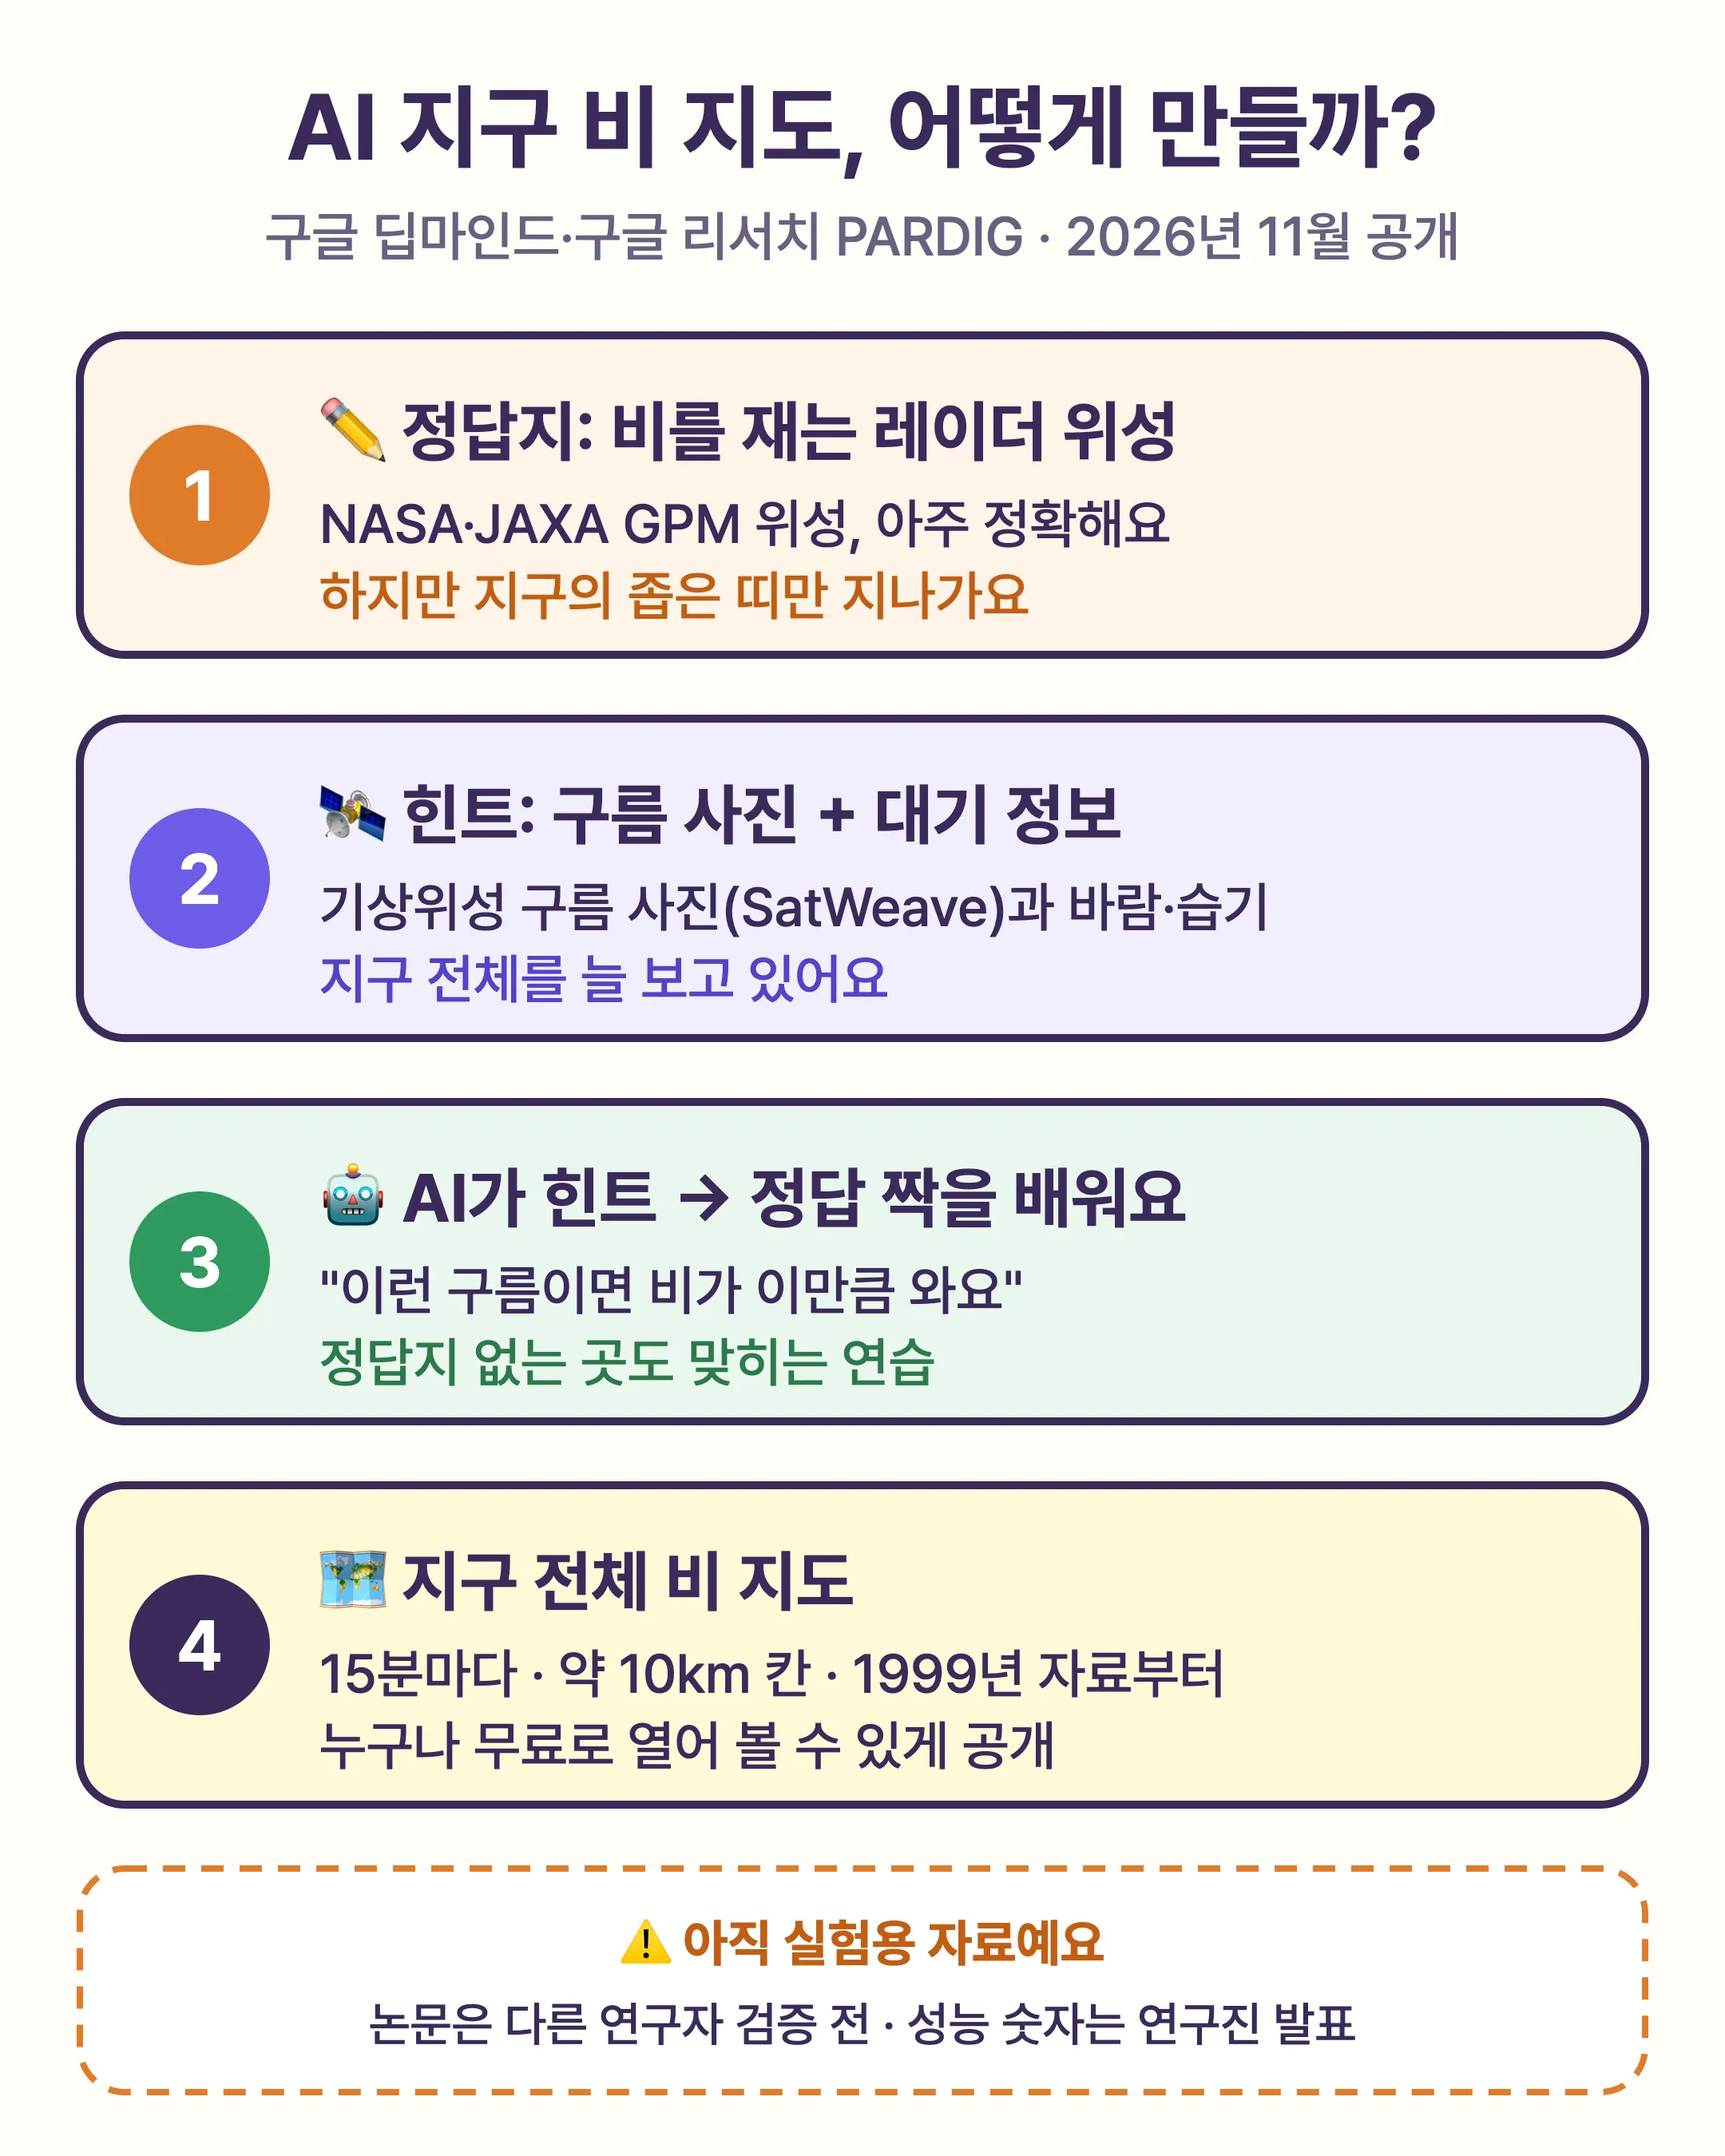 AI 지구 비 지도, 어떻게 만들까?
구글 딥마인드·구글 리서치 PARDIG · 2026년 11월 공개
1
✏️ 정답지: 비를 재는 레이더 위성
NASA·JAXA GPM 위성, 아주 정확해요
하지만 지구의 좁은 띠만 지나가요
2
🛰️ 힌트: 구름 사진 + 대기 정보
기상위성 구름 사진(SatWeave)과 바람·습기
지구 전체를 늘 보고 있어요
3
🤖 AI가 힌트 → 정답 짝을 배워요
"이런 구름이면 비가 이만큼 와요"
정답지 없는 곳도 맞히는 연습
4
🗺️ 지구 전체 비 지도
15분마다 · 약 10km 칸 · 1999년 자료부터
누구나 무료로 열어 볼 수 있게 공개
⚠️ 아직 실험용 자료예요
논문은 다른 연구자 검증 전 · 성능 숫자는 연구진 발표